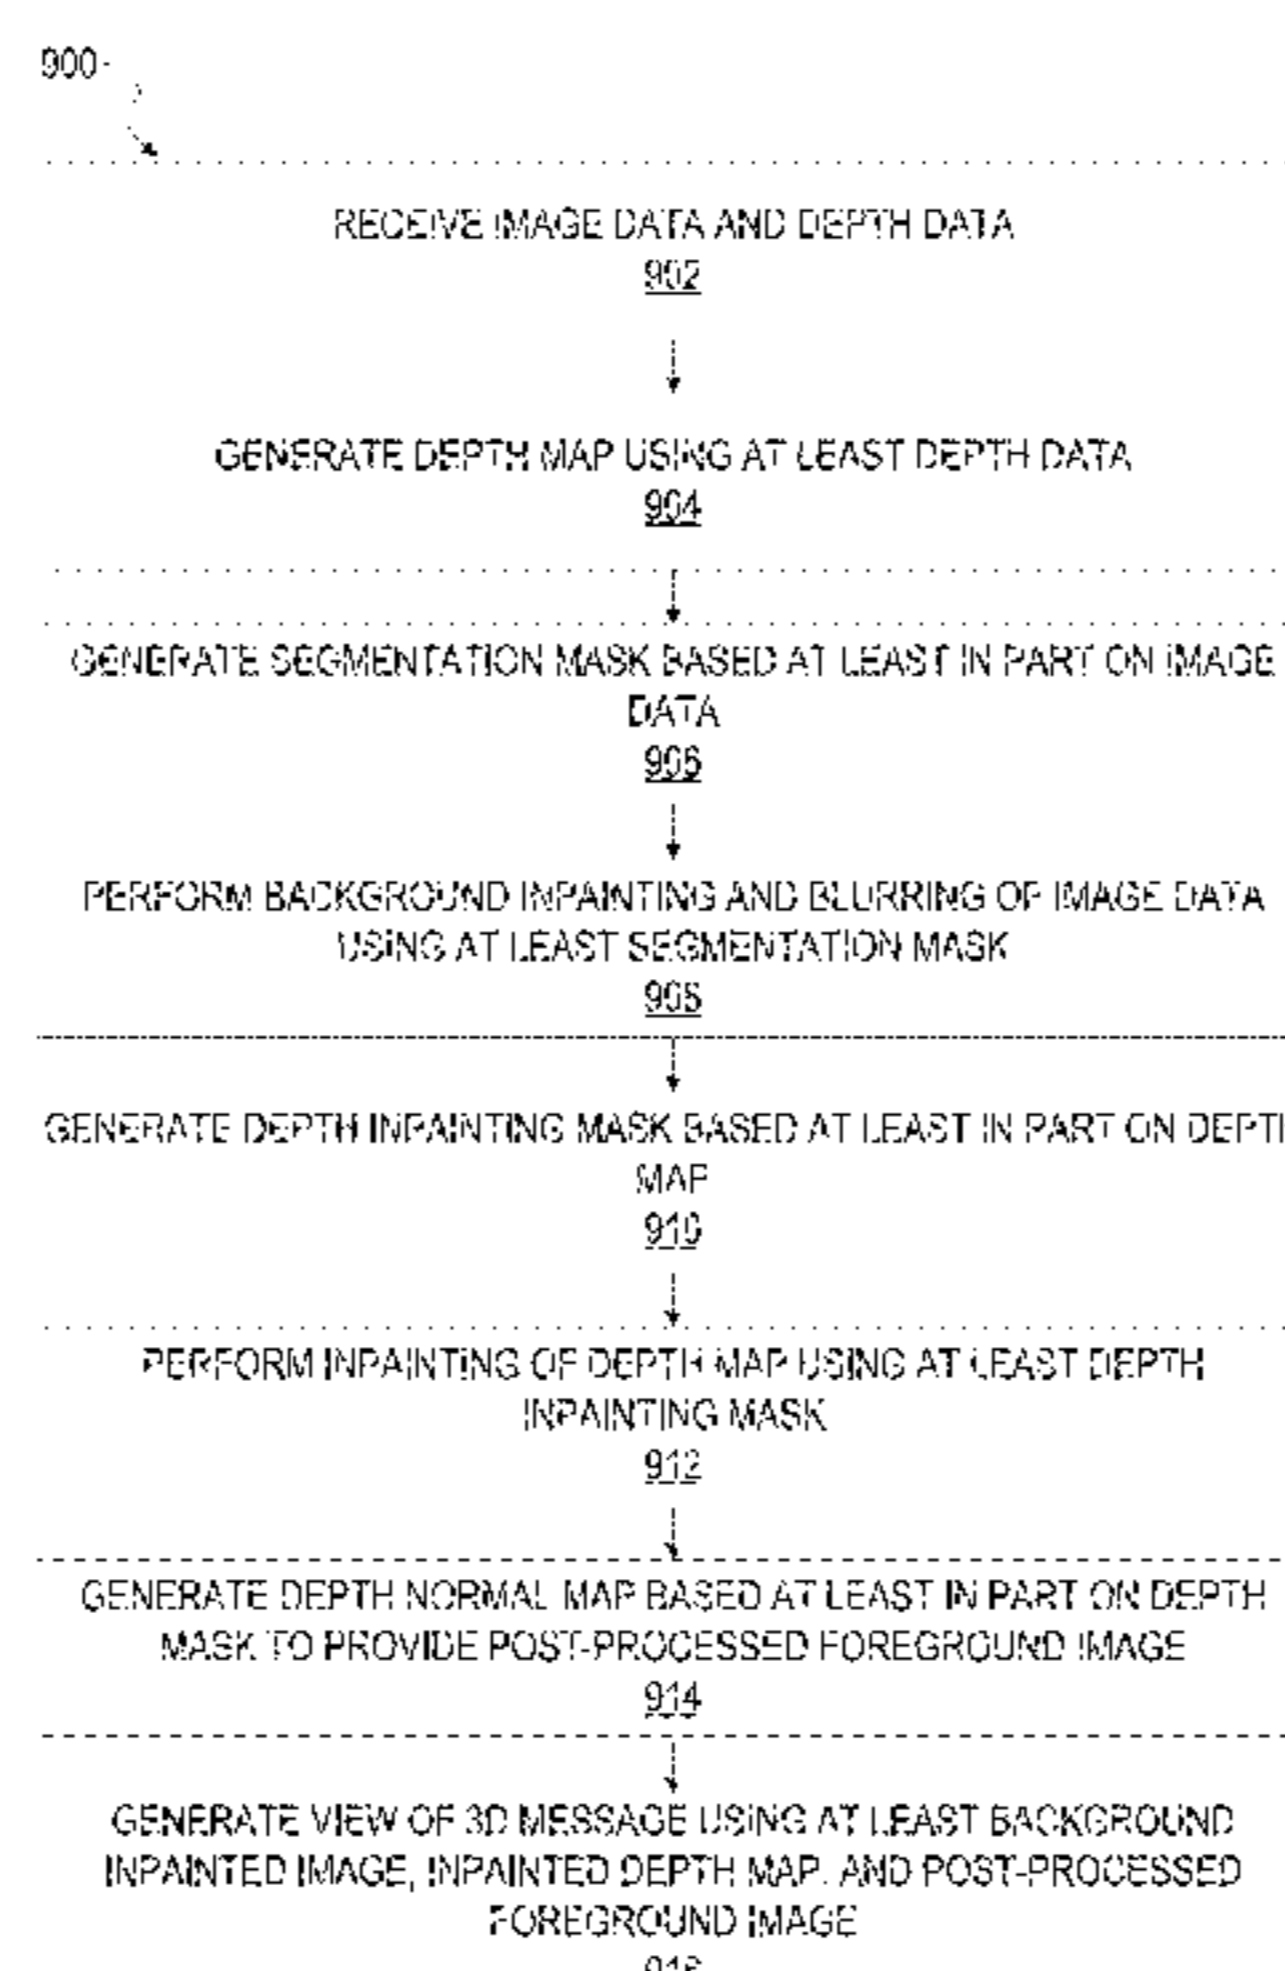 900
RECEIVE IMAGE DATA AND DEPTH DATA
902
GENERATE DEPTH MAP USING AT LEAST DEPTH DATA
904
GENERATE SEGMENTATION MASK BASED AT LEAST IN PART ON IMAGE
DATA
906
PERFORM BACKGROUND INPAINTING AND BLURRING OF IMAGE DATA
USING AT LEAST SEGMENTATION MASK
908
GENERATE DEPTH INPAINTING MASK BASED AT LEAST IN PART ON DEPTH
MAP
910
PERFORM INPAINTING OF DEPTH MAP USING AT LEAST DEPTH
INPAINTING MASK
912
GENERATE DEPTH NORMAL MAP BASED AT LEAST IN PART ON DEPTH
MASK TO PROVIDE POST-PROCESSED FOREGROUND IMAGE
914
GENERATE VIEW OF 3D MESSAGE USING AT LEAST BACKGROUND
INPAINTED IMAGE, INPAINTED DEPTH MAP, AND POST-PROCESSED
FOREGROUND IMAGE
916